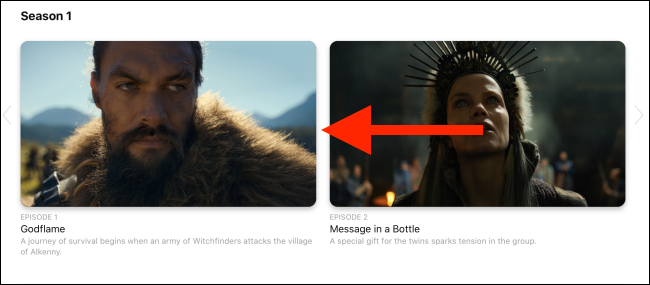 Season 1
EPISODE 1
Godflame
A journey of survival begins when an army of Witchfinders attacks the village
of Alkenny.
EPISODE 2
Message in a Bottle
A special gift for the twins sparks tension in the group.